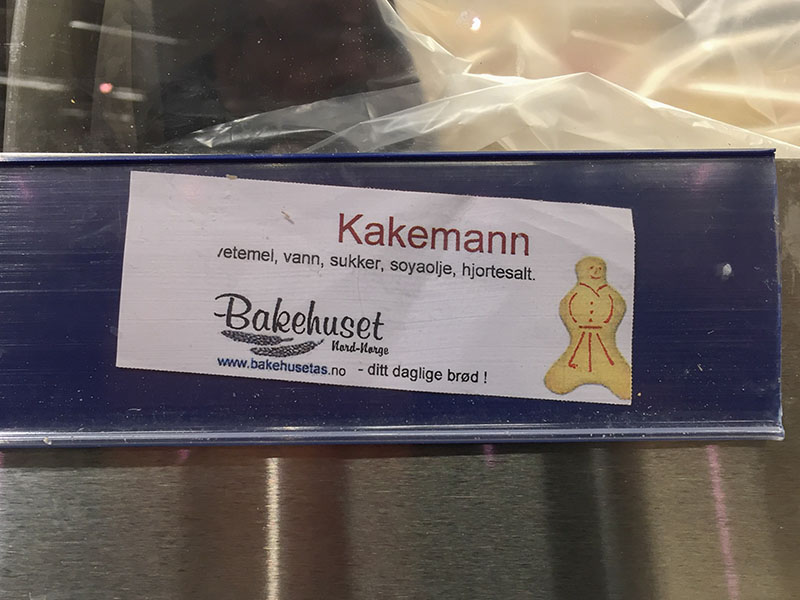 Kakemann
vetemel, vann, sukker, soyaolje, hjortesalt.
Bakehuset
Nord-Norge
www.bakehusetas.no - ditt daglige brød !